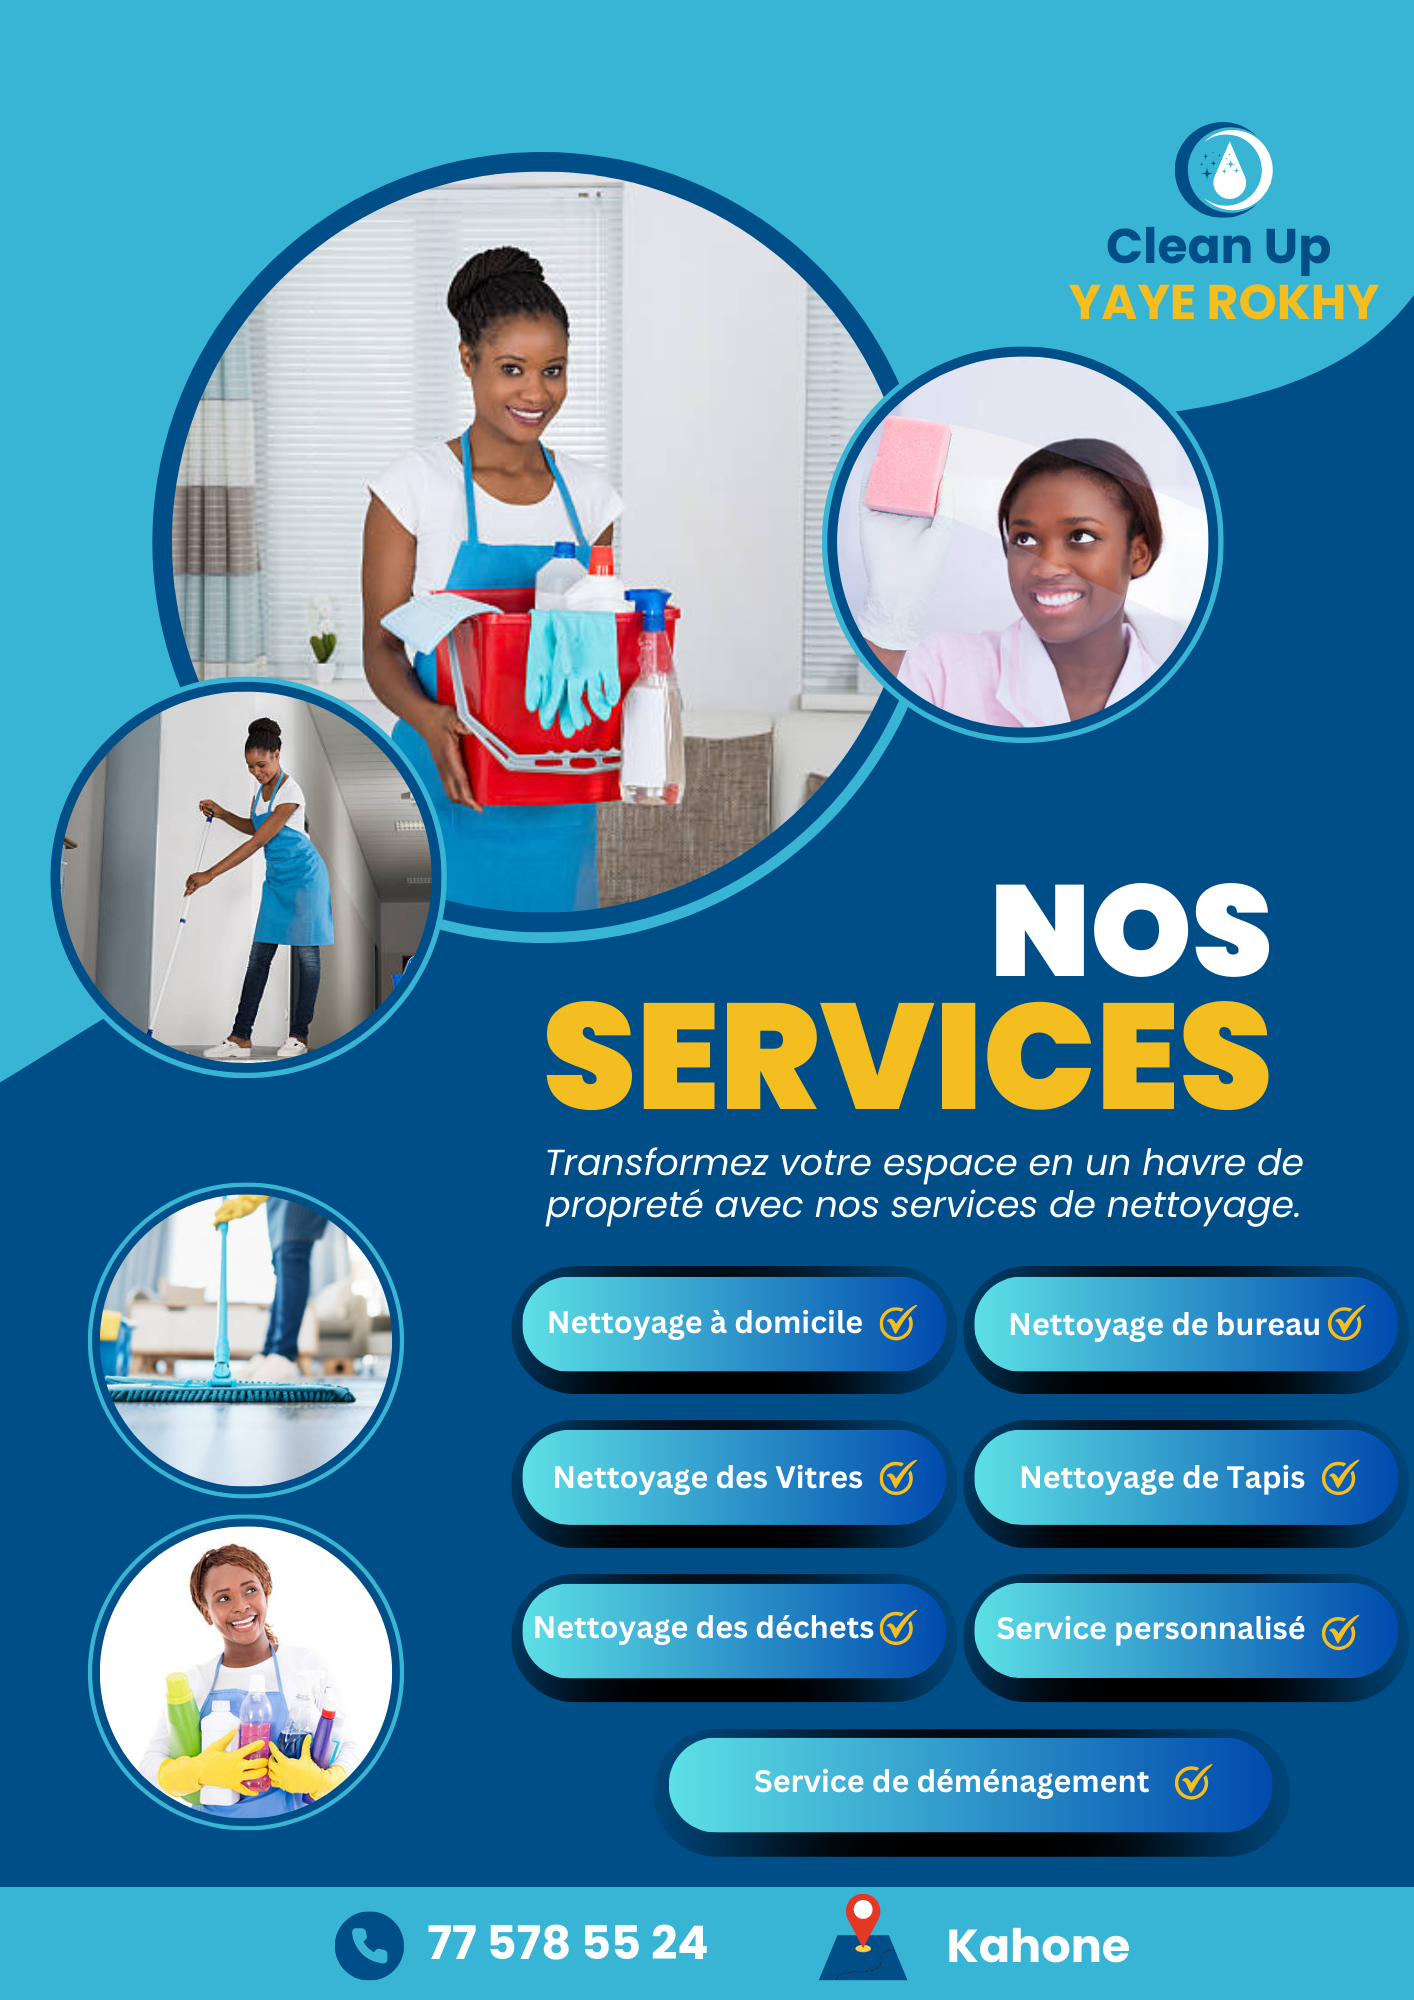 Clean Up
YAYE ROKHY
NOS
SERVICES
Transformez votre espace en un havre de
propreté avec nos services de nettoyage.
Nettoyage à domicile
Nettoyage de bureau
Nettoyage des Vitres
Nettoyage de Tapis
Nettoyage des déchets
Service personnalisé
Service de déménagement
77 578 55 24
Kahone